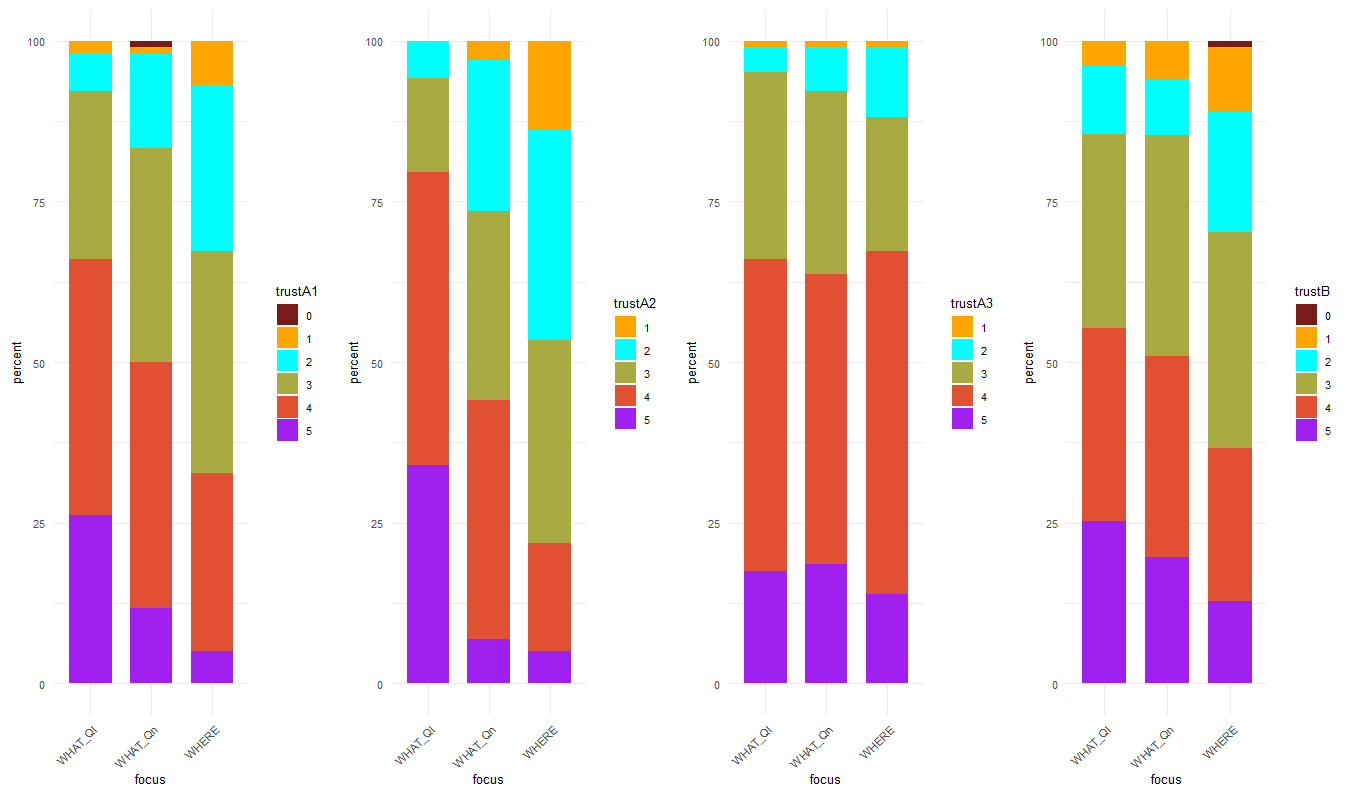 100
75
50
25
0
percent
WHAT_Ql
WHAT_Qn
WHERE
focus
trustA1
0
1
2
3
4
5
100
75
50
25
0
percent
WHAT_Ql
WHAT_Qn
WHERE
focus
trustA2
1
2
3
4
5
100
75
50
25
0
percent
WHAT_Ql
WHAT_Qn
WHERE
focus
trustA3
1
2
3
4
5
100
75
50
25
0
percent
WHAT_Ql
WHAT_Qn
WHERE
focus
trustB
0
1
2
3
4
5